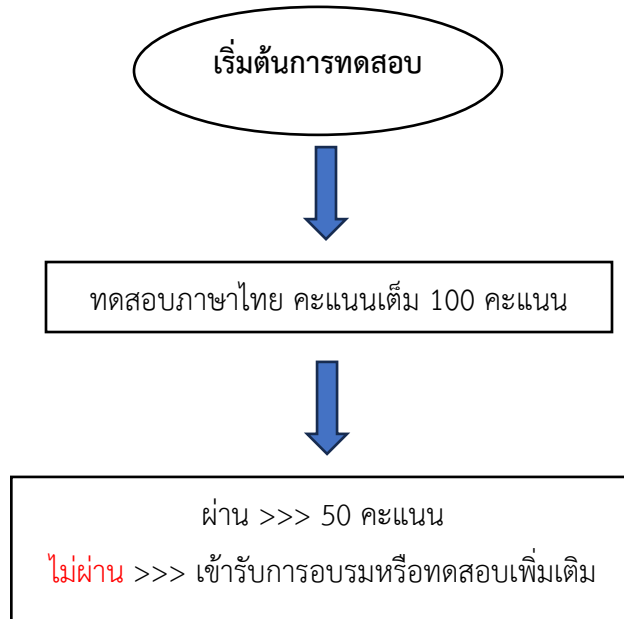 เริ่มต้นการทดสอบ
ทดสอบภาษาไทย คะแนนเต็ม 100 คะแนน
ผ่าน >>> 50 คะแนน
ไม่ผ่าน >>> เข้ารับการอบรมหรือทดสอบเพิ่มเติม